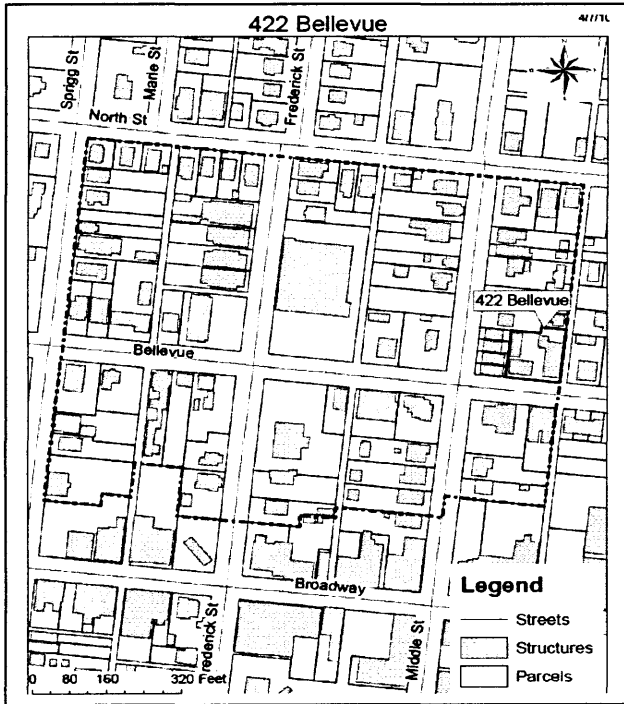 422 Bellevue
Sprigg St
Marie St
Frederick St
North St
422 Bellevue
Bellevue
Broadway
Frederick St
Middle St
Legend
Streets
Structures
Parcels
0 80 160 320 Feet